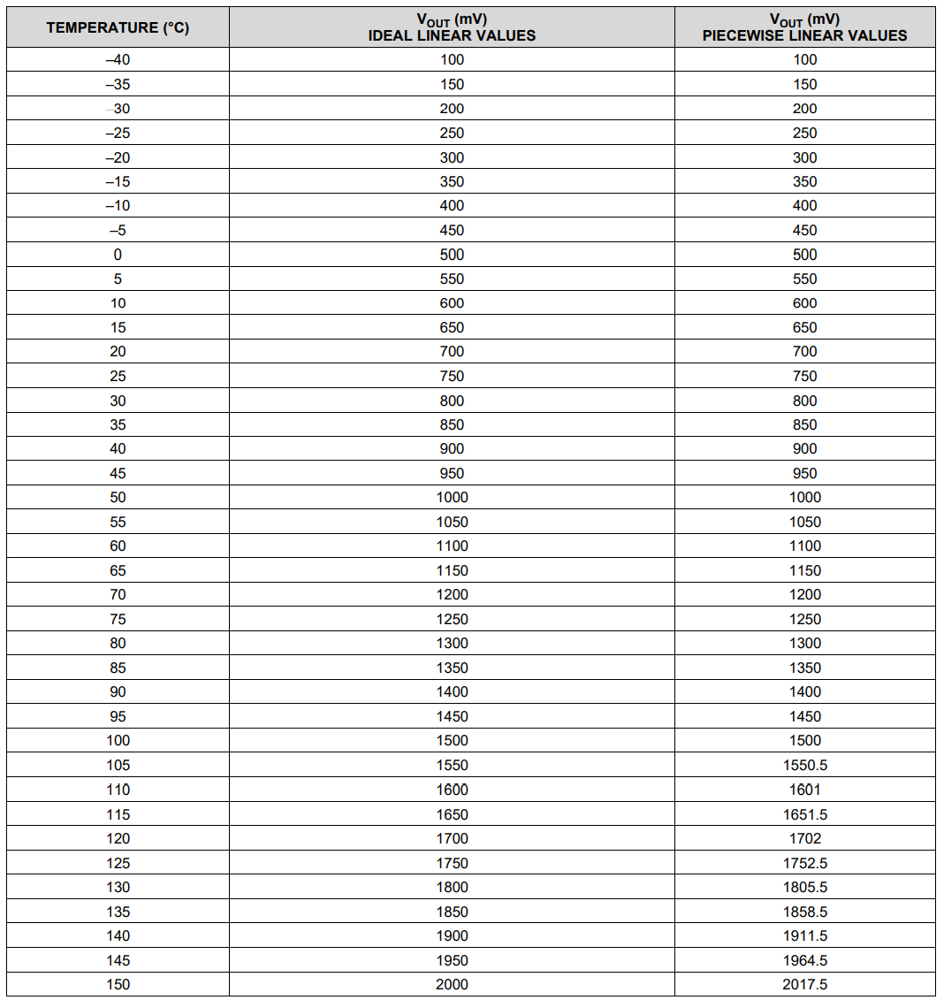 TEMPERATURE (°C) V_OUT (mV) IDEAL LINEAR VALUES V_OUT (mV) PIECEWISE LINEAR VALUES
–40 100 100
–35 150 150
–30 200 200
–25 250 250
–20 300 300
–15 350 350
–10 400 400
–5 450 450
0 500 500
5 550 550
10 600 600
15 650 650
20 700 700
25 750 750
30 800 800
35 850 850
40 900 900
45 950 950
50 1000 1000
55 1050 1050
60 1100 1100
65 1150 1150
70 1200 1200
75 1250 1250
80 1300 1300
85 1350 1350
90 1400 1400
95 1450 1450
100 1500 1500
105 1550 1550.5
110 1600 1601
115 1650 1651.5
120 1700 1702
125 1750 1752.5
130 1800 1805.5
135 1850 1858.5
140 1900 1911.5
145 1950 1964.5
150 2000 2017.5